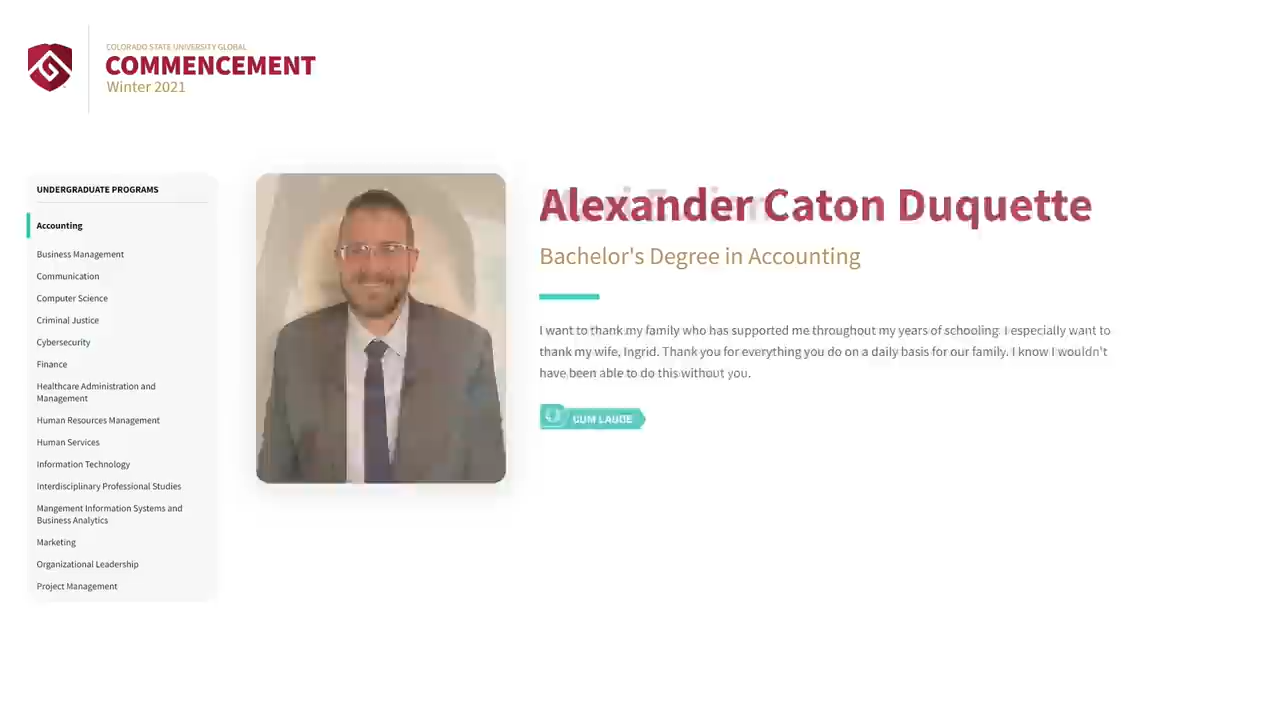 COLORADO STATE UNIVERSITY GLOBAL
COMMENCEMENT
Winter 2021
UNDERGRADUATE PROGRAMS
Accounting
Business Management
Communication
Computer Science
Criminal Justice
Cybersecurity
Finance
Healthcare Administration and
Management
Human Resources Management
Human Services
Information Technology
Interdisciplinary Professional Studies
Mangement Information Systems and
Business Analytics
Marketing
Organizational Leadership
Project Management
Alexander Caton Duquette
Bachelor's Degree in Accounting
I want to thank my family who has supported me throughout my years of schooling. I especially want to
thank my wife, Ingrid. Thank you for everything you do on a daily basis for our family. I know I wouldn't
have been able to do this without you.
CUM LAUDE